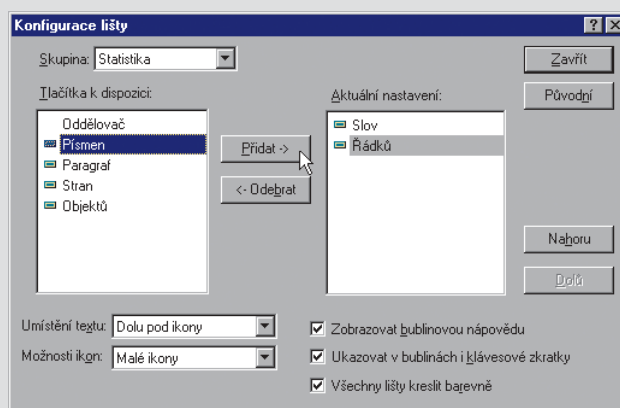 Konfigurace lišty
Skupina: Statistika
Zavřít
Tlačítka k dispozici:
Aktuální nastavení:
Původní
Oddělovač
Písmen
Paragraf
Stran
Objektů
Přidat ->
<- Odebrat
Slov
Řádků
Nahoru
Dolů
Umístění textu: Dolu pod ikony
Možnosti ikon: Malé ikony
Zobrazovat bublinovou nápovědu
Ukazovat v bublinách i klávesové zkratky
Všechny lišty kreslit barevně